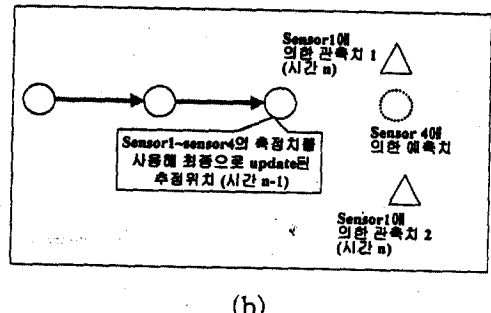 Sensor1에
의한 관측치 1
(시간 n)
Sensor 4에
의한 예측치
Sensor1~sensor4의 측정치를
사용해 최종으로 update된
추정위치 (시간 n-1)
Sensor1에
의한 관측치 2
(시간 n)
(b)